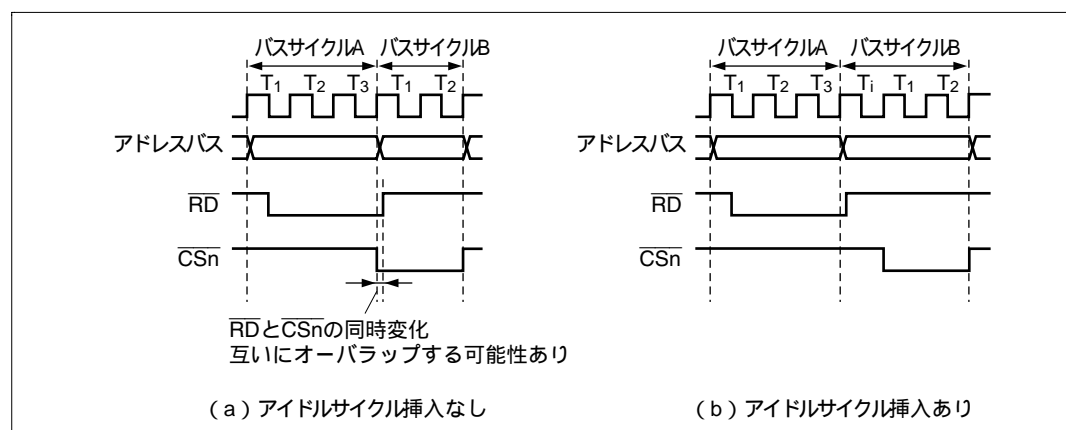 バスサイクルA バスサイクルB
T1 T2 T3 T1 T2
アドレスバス
RD
CSn
RDとCSnの同時変化
互いにオーバラップする可能性あり
(a)アイドルサイクル挿入なし
バスサイクルA バスサイクルB
T1 T2 T3 Ti T1 T2
アドレスバス
RD
CSn
(b)アイドルサイクル挿入あり